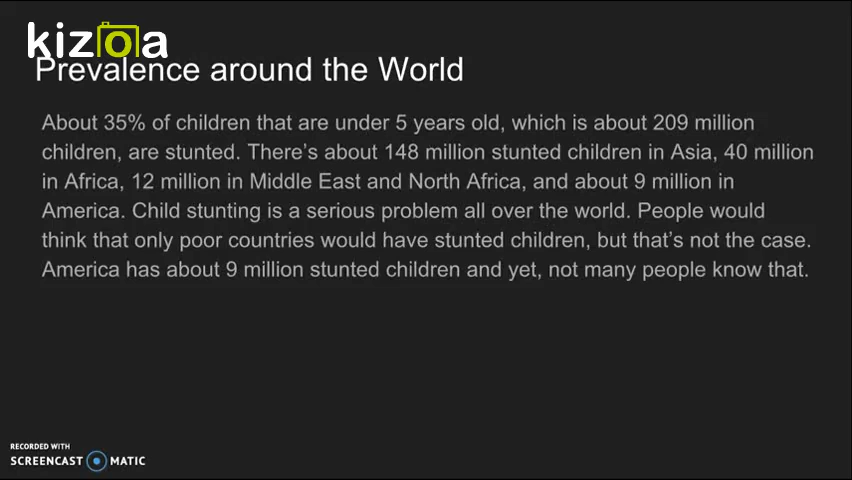 kizoa
Prevalence around the World
About 35% of children that are under 5 years old, which is about 209 million
children, are stunted. There's about 148 million stunted children in Asia, 40 million
in Africa, 12 million in Middle East and North Africa, and about 9 million in
America. Child stunting is a serious problem all over the world. People would
think that only poor countries would have stunted children, but that's not the case.
America has about 9 million stunted children and yet, not many people know that.
RECORDED WITH
SCREENCAST MATIC